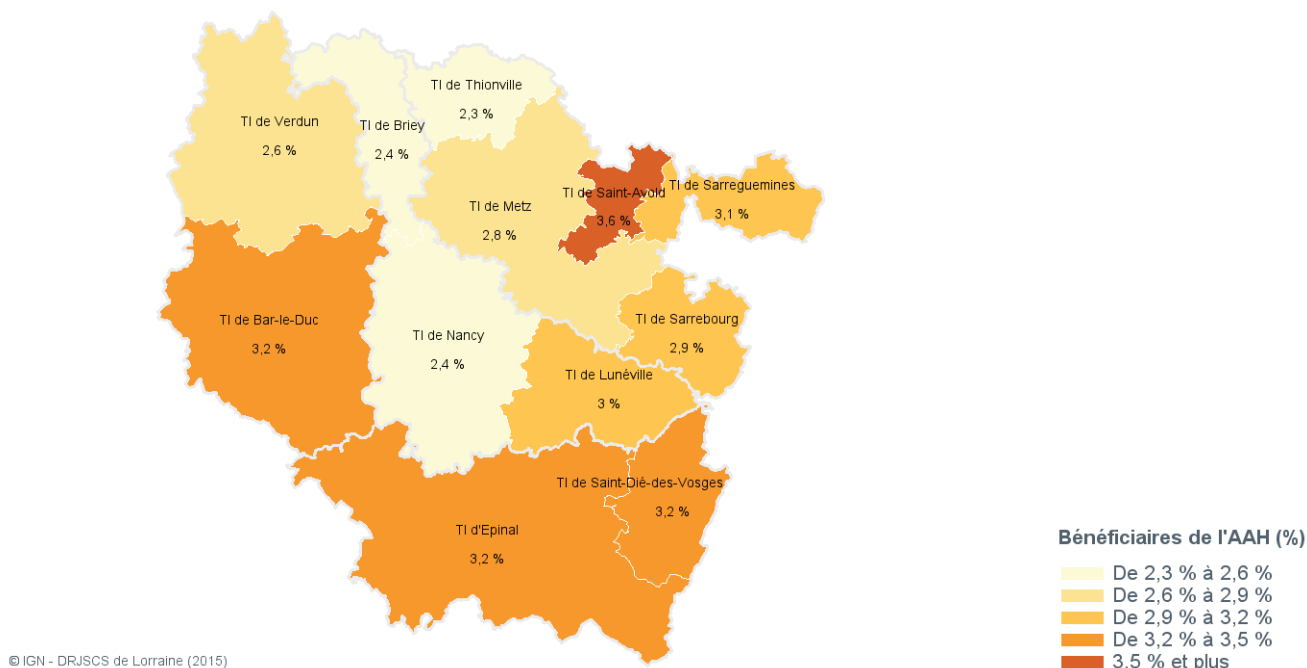 TI de Thionville
2,3 %
TI de Verdun
2,6 %
TI de Briey
2,4 %
TI de Saint-Avold
3,6 %
TI de Sarreguemines
3,1 %
TI de Metz
2,8 %
TI de Bar-le-Duc
3,2 %
TI de Nancy
2,4 %
TI de Sarrebourg
2,9 %
TI de Lunéville
3 %
TI de Saint-Dié-des-Vosges
3,2 %
TI d'Epinal
3,2 %
Bénéficiaires de l'AAH (%)
De 2,3 % à 2,6 %
De 2,6 % à 2,9 %
De 2,9 % à 3,2 %
De 3,2 % à 3,5 %
3,5 % et plus
© IGN - DRJSCS de Lorraine (2015)